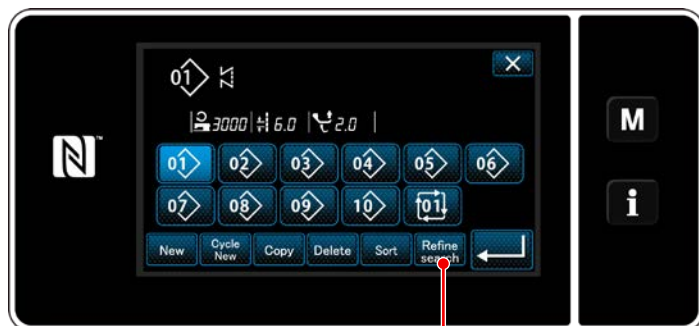 01
3000 6.0 2.0
01 02 03 04 05 06
07 08 09 10 01
New Cycle New Copy Delete Sort Refine search
M
i
N